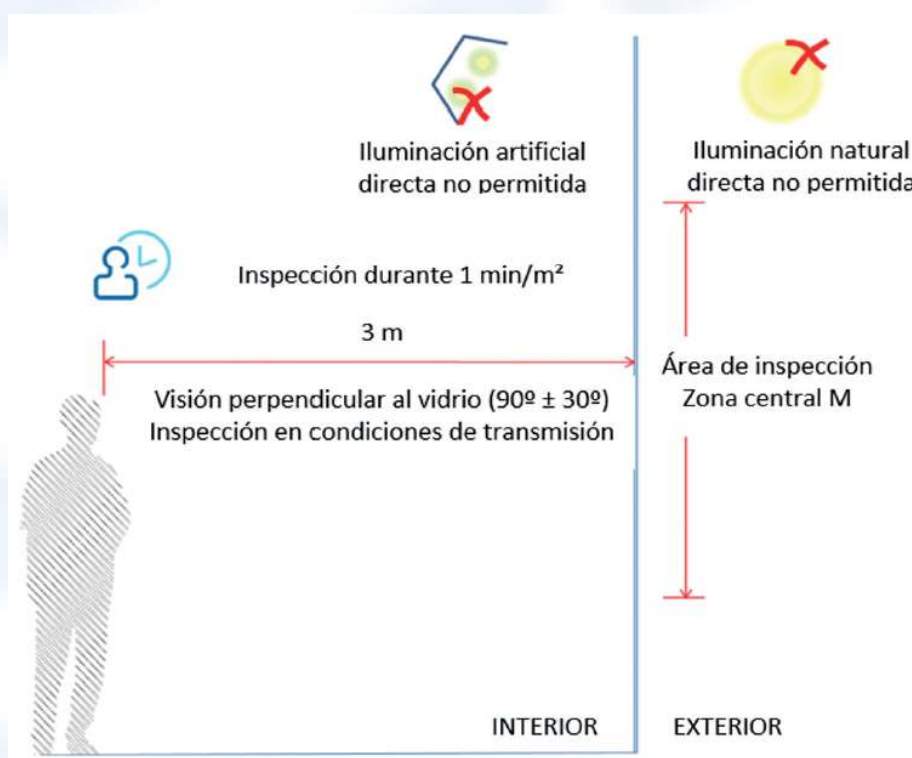 Iluminación artificial
directa no permitida
Iluminación natural
directa no permitida
Inspección durante 1 min/m²
3 m
Visión perpendicular al vidrio (90º ± 30º)
Inspección en condiciones de transmisión
Área de inspección
Zona central M
INTERIOR
EXTERIOR